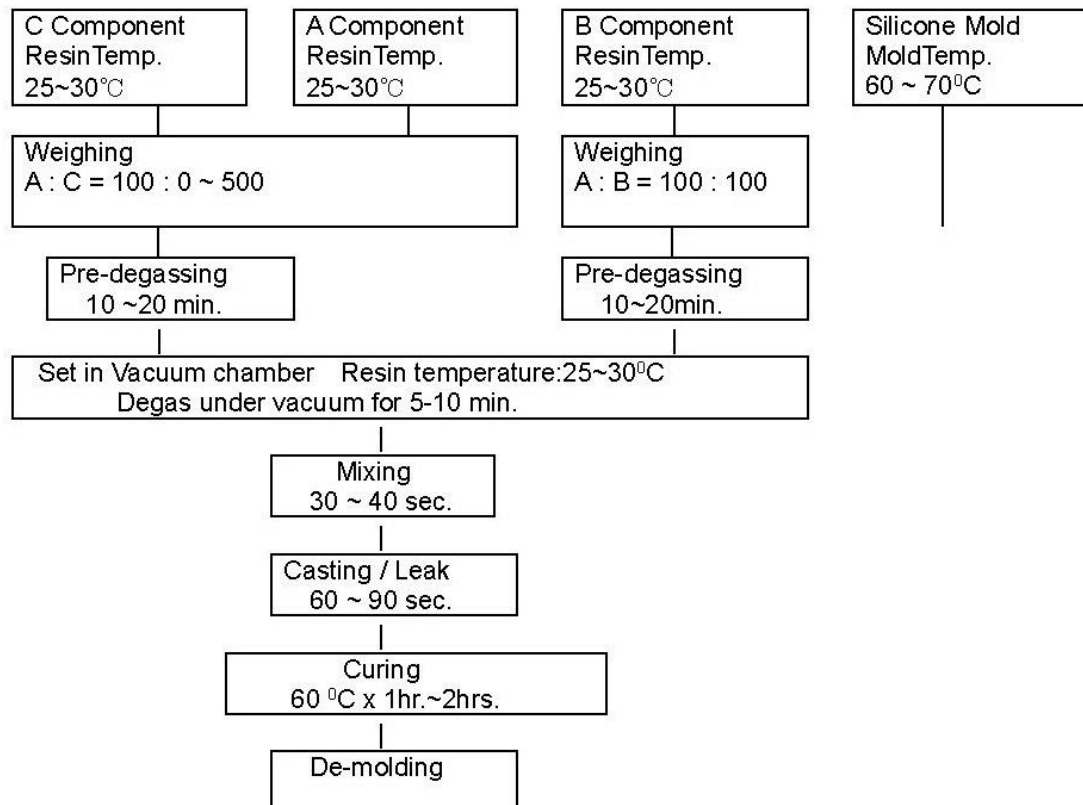 C Component
ResinTemp.
25~30℃
A Component
ResinTemp.
25~30℃
B Component
ResinTemp.
25~30℃
Silicone Mold
MoldTemp.
60 ~ 70⁰C
Weighing
A : C = 100 : 0 ~ 500
Weighing
A : B = 100 : 100
Pre-degassing
10 ~20 min.
Pre-degassing
10~20min.
Set in Vacuum chamber Resin temperature:25~30⁰C
Degas under vacuum for 5-10 min.
Mixing
30 ~ 40 sec.
Casting / Leak
60 ~ 90 sec.
Curing
60 ⁰C x 1hr.~2hrs.
De-molding